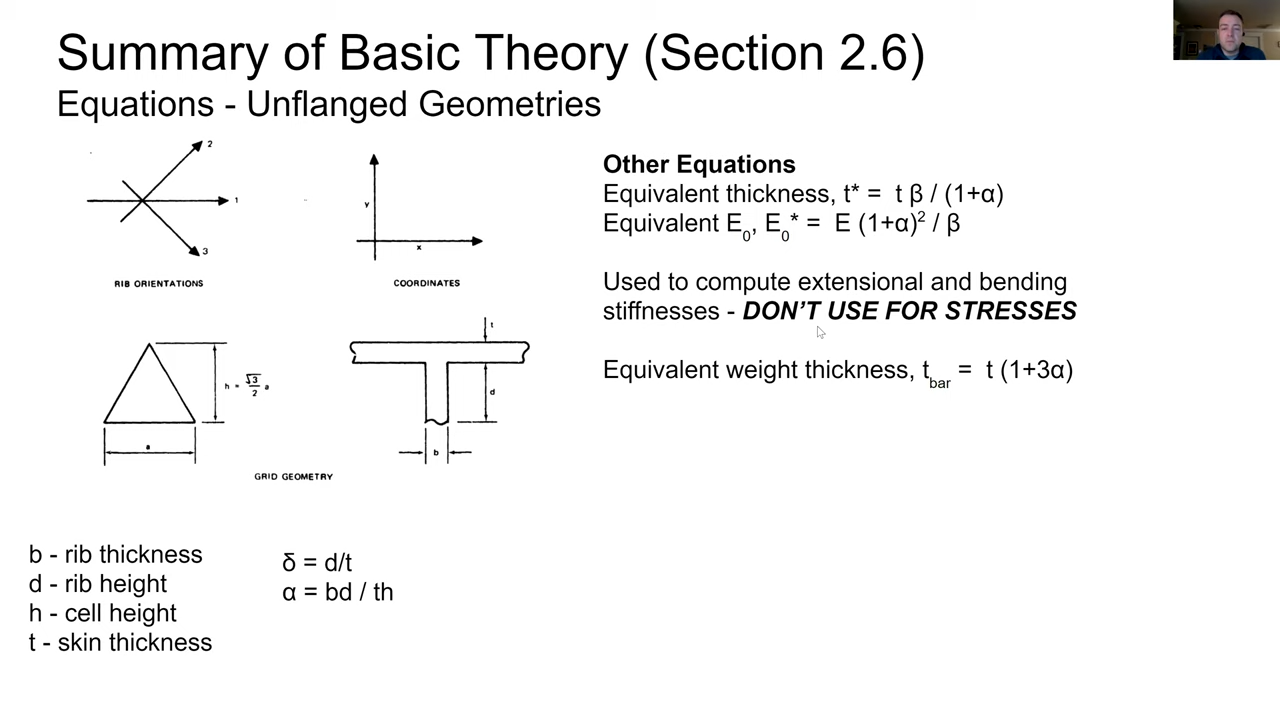 Summary of Basic Theory (Section 2.6)
Equations - Unflanged Geometries
2
1
3
RIB ORIENTATIONS
y
x
COORDINATES
h = √3/2 a
a
t
d
b
GRID GEOMETRY
Other Equations
Equivalent thickness, t* = t β / (1+α)
Equivalent E₀, E₀* = E (1+α)² / β
Used to compute extensional and bending
stiffnesses - DON’T USE FOR STRESSES
Equivalent weight thickness, t_bar = t (1+3α)
b - rib thickness
d - rib height
h - cell height
t - skin thickness
δ = d/t
α = bd / th